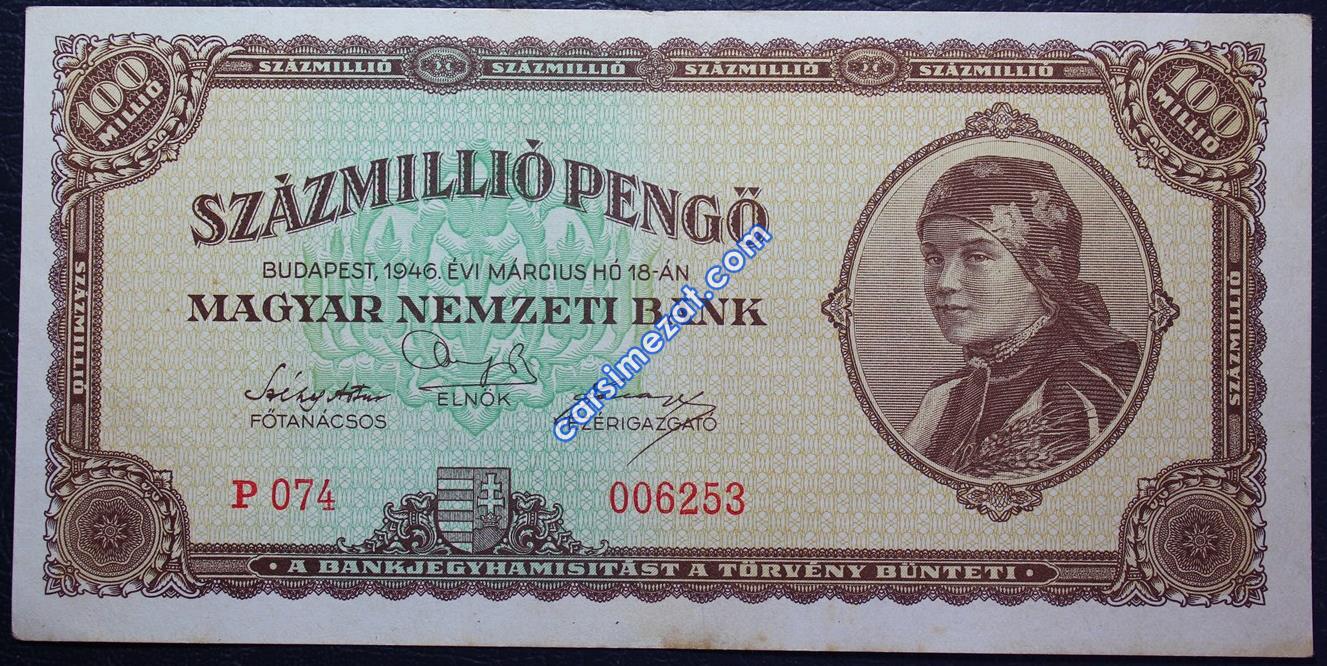 SZÁZMILLIÓ SZÁZMILLIÓ SZÁZMILLIÓ SZÁZMILLIÓ
100 MILLIÓ
100 MILLIÓ
SZÁZMILLIÓ PENGŐ
BUDAPEST, 1946. ÉVI MÁRCIUS HÓ 18-ÁN
MAGYAR NEMZETI BANK
carsimezat.com
SZÁZMILLIÓ
SZÁZMILLIÓ
ELNÖK
FŐTANÁCSOS
P 074
006253
• A BANKJEGYHAMISITÁST A TÖRVÉNY BÜNTETI •